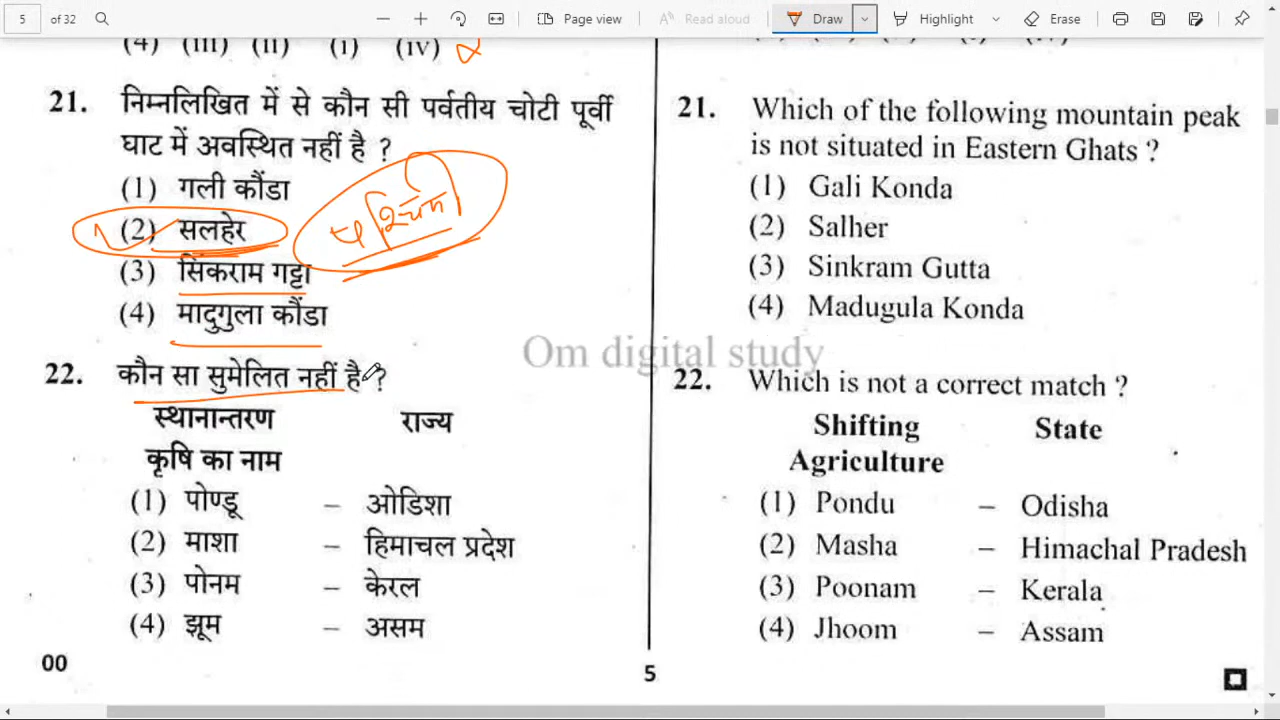 5 of 32 Page view Read aloud Draw Highlight Erase
(4) (iii) (ii) (i) (iv)
21. निम्नलिखित में से कौन सी पर्वतीय चोटी पूर्वी
घाट में अवस्थित नहीं है ?
(1) गली कौंडा
(2) सलहेर
पश्चिमी
(3) सिंकराम गट्टा
(4) मादुगुला कौंडा
22. कौन सा सुमेलित नहीं है ?
स्थानान्तरण राज्य
कृषि का नाम
(1) पोण्डू – ओडिशा
(2) माशा – हिमाचल प्रदेश
(3) पोनम – केरल
(4) झूम – असम
00
21. Which of the following mountain peak
is not situated in Eastern Ghats ?
(1) Gali Konda
(2) Salher
(3) Sinkram Gutta
(4) Madugula Konda
Om digital study
22. Which is not a correct match ?
Shifting State
Agriculture
(1) Pondu – Odisha
(2) Masha – Himachal Pradesh
(3) Poonam – Kerala
(4) Jhoom – Assam
5